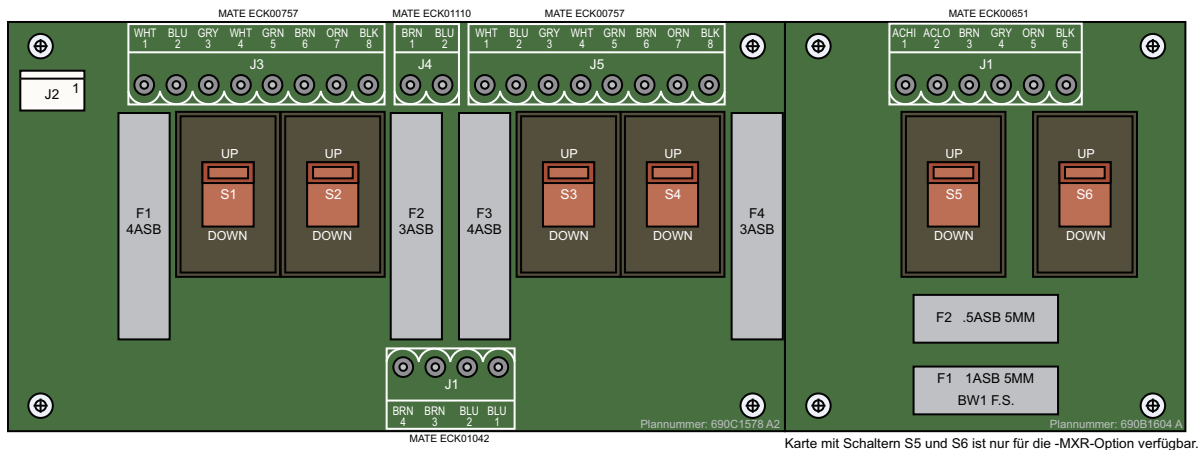 MATE ECK00757
MATE ECK01110
MATE ECK00757
MATE ECK00651
WHT BLU GRY WHT GRN BRN ORN BLK
1 2 3 4 5 6 7 8
J3
BRN BLU
1 2
J4
WHT BLU GRY WHT GRN BRN ORN BLK
1 2 3 4 5 6 7 8
J5
ACHI ACLO BRN GRY ORN BLK
1 2 3 4 5 6
J1
J2 1
F1
4ASB
UP
S1
DOWN
UP
S2
DOWN
F2
3ASB
F3
4ASB
UP
S3
DOWN
UP
S4
DOWN
F4
3ASB
UP
S5
DOWN
UP
S6
DOWN
F2 .5ASB 5MM
F1 1ASB 5MM
BW1 F.S.
J1
BRN BRN BLU BLU
4 3 2 1
MATE ECK01042
Plannummer: 690C1578 A2
Plannummer: 690B1604 A
Karte mit Schaltern S5 und S6 ist nur für die -MXR-Option verfügbar.